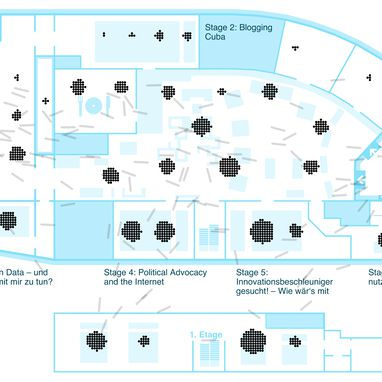 Stage 2: Blogging
Cuba
n Data – und
mit mir zu tun?
Stage 4: Political Advocacy
and the Internet
Stage 5:
Innovationsbeschleuniger
gesucht! – Wie wär's mit
Stag
nutz
1. Etage